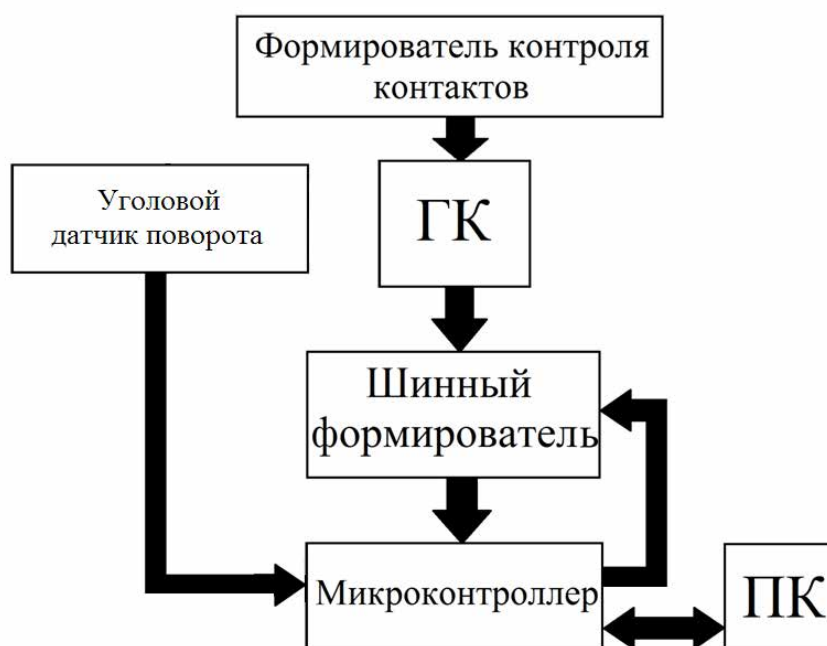 Формирователь контроля
контактов
Уголовой
датчик поворота
ГК
Шинный
формирователь
Микроконтроллер
ПК